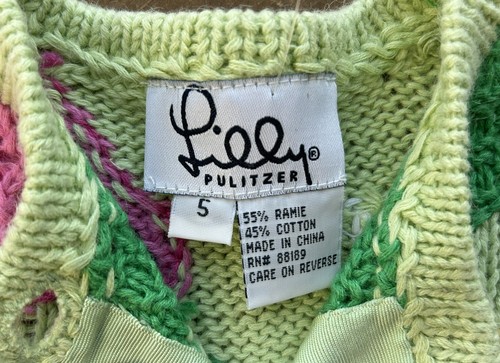 Lilly®
PULITZER
5
55% RAMIE
45% COTTON
MADE IN CHINA
RN# 88189
CARE ON REVERSE